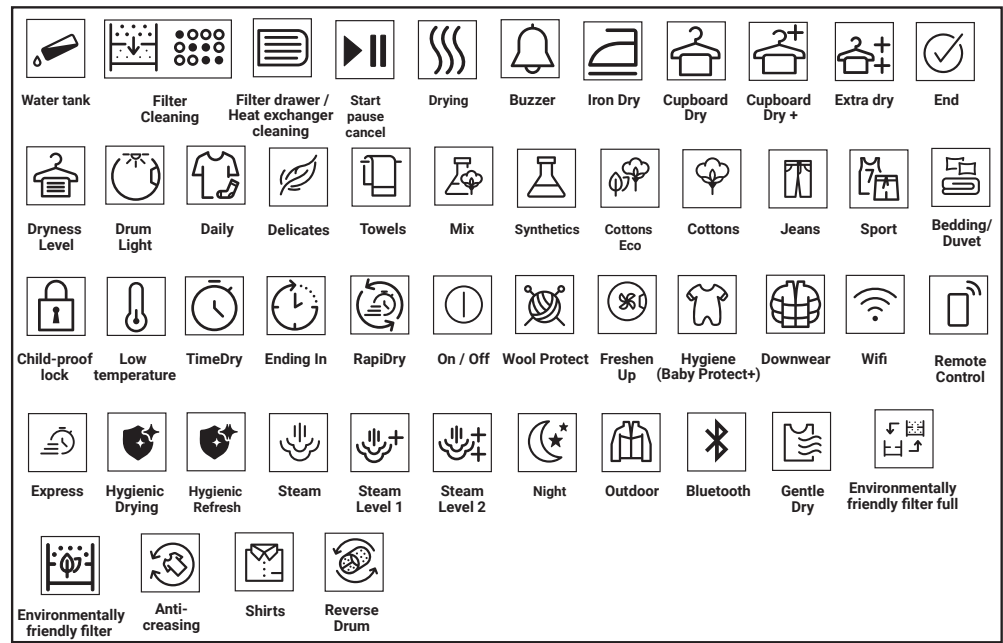 Water tank
Filter
Cleaning
Filter drawer /
Heat exchanger
cleaning
Start
pause
cancel
Drying
Buzzer
Iron Dry
Cupboard
Dry
Cupboard
Dry +
Extra dry
End
Dryness
Level
Drum
Light
Daily
Delicates
Towels
Mix
Synthetics
Cottons
Eco
Cottons
Jeans
7
Sport
Bedding/
Duvet
Child-proof
lock
Low
temperature
TimeDry
Ending In
RapiDry
On / Off
Wool Protect
Freshen
Up
Hygiene
(Baby Protect+)
Downwear
Wifi
Remote
Control
Express
Hygienic
Drying
Hygienic
Refresh
Steam
Steam
Level 1
Steam
Level 2
Night
Outdoor
Bluetooth
Gentle
Dry
Environmentally
friendly filter full
Environmentally
friendly filter
Anti-
creasing
Shirts
Reverse
Drum